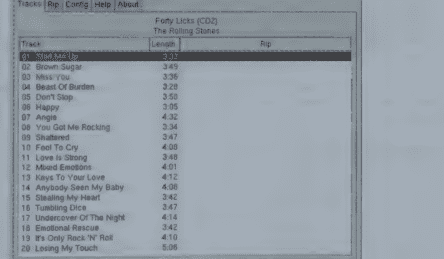 Tracks Rip Config Help About
Forty Licks (CD2)
The Rolling Stones
Track Length Rip
01 Start Me Up 3:33
02 Brown Sugar 3:49
03 Miss You 3:36
04 Beast Of Burden 3:28
05 Don't Stop 3:58
06 Happy 3:05
07 Angie 4:32
08 You Got Me Rocking 3:34
09 Shattered 3:47
10 Fool To Cry 4:08
11 Love Is Strong 3:48
12 Mixed Emotions 4:01
13 Keys To Your Love 4:12
14 Anybody Seen My Baby 4:08
15 Stealing My Heart 3:42
16 Tumbling Dice 3:47
17 Undercover Of The Night 4:14
18 Emotional Rescue 3:42
19 It's Only Rock 'N' Roll 4:10
20 Losing My Touch 5:06